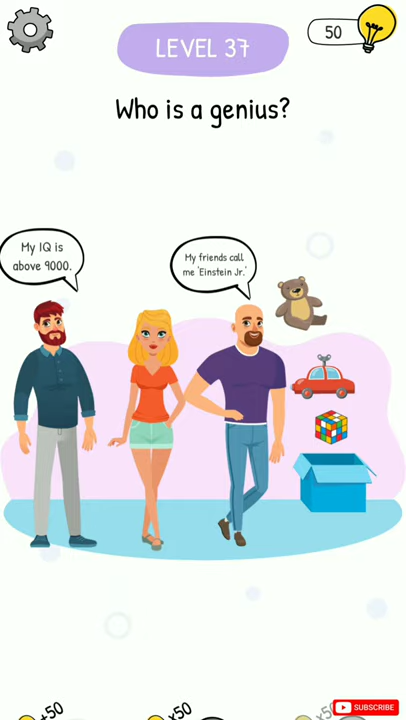 LEVEL 37
50
Who is a genius?
My IQ is
above 9000.
My friends call
me 'Einstein Jr.'
+50
x50
x50
SUBSCRIBE